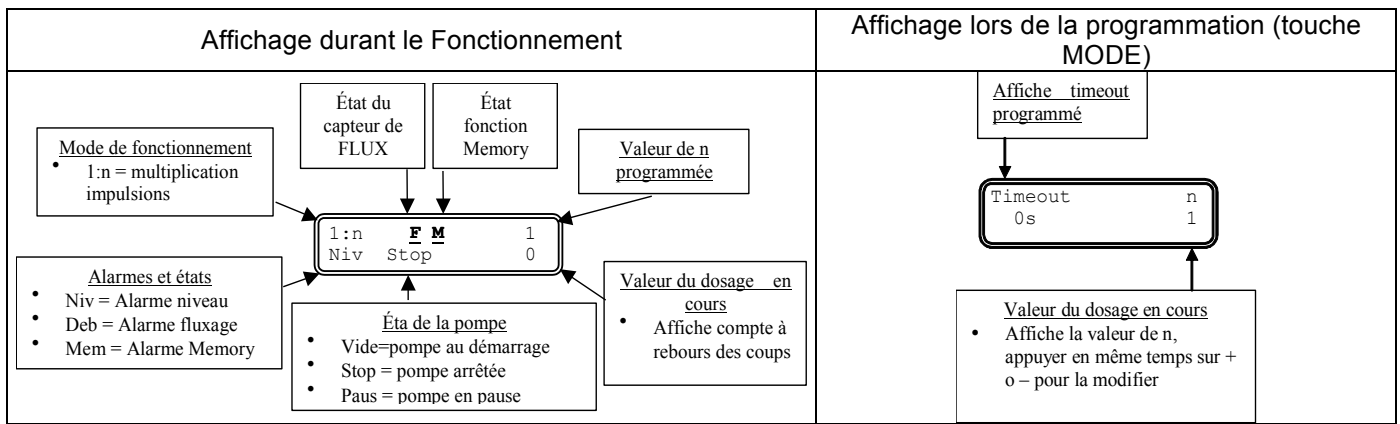 Affichage durant le Fonctionnement
Affichage lors de la programmation (touche
MODE)
État du
capteur de
FLUX
État
fonction
Memory
Mode de fonctionnement
• 1:n = multiplication
impulsions
Valeur de n
programmée
1:n F M 1
Niv Stop 0
Alarmes et états
• Niv = Alarme niveau
• Deb = Alarme fluxage
• Mem = Alarme Memory
Éta de la pompe
• Vide=pompe au démarrage
• Stop = pompe arrêtée
• Paus = pompe en pause
Valeur du dosage en
cours
• Affiche compte à
rebours des coups
Affiche timeout
programmé
Timeout n
0s 1
Valeur du dosage en cours
• Affiche la valeur de n,
appuyer en même temps sur +
o – pour la modifier